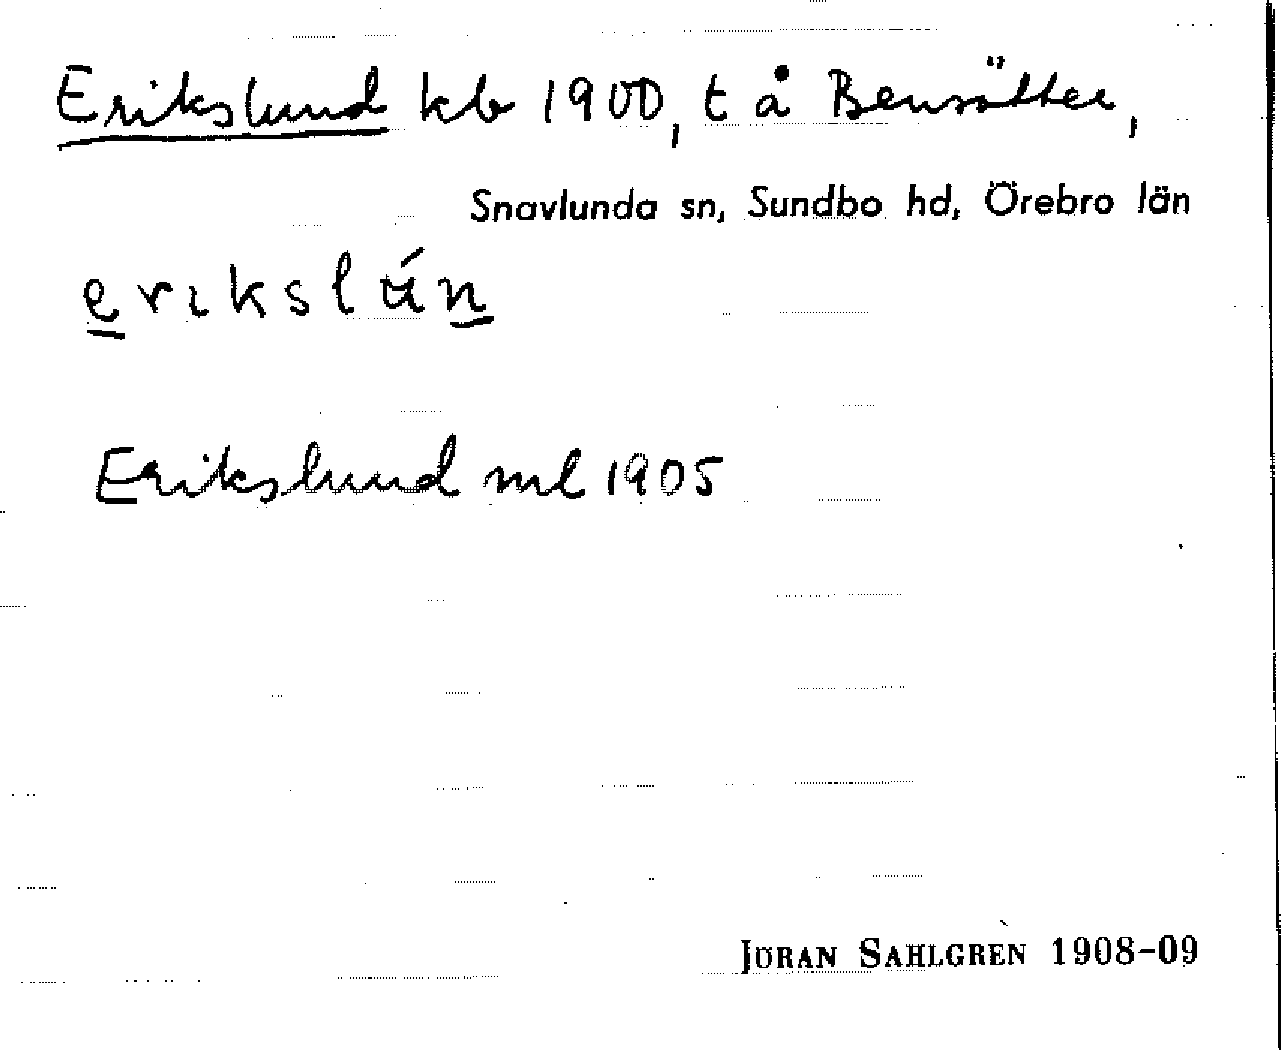 Erikslund kb 1900, t å Bensätter,
Snavlunda sn, Sundbo hd, Örebro län
erikslún
Erikslund ml 1905
JÖRAN SAHLGREN 1908-09